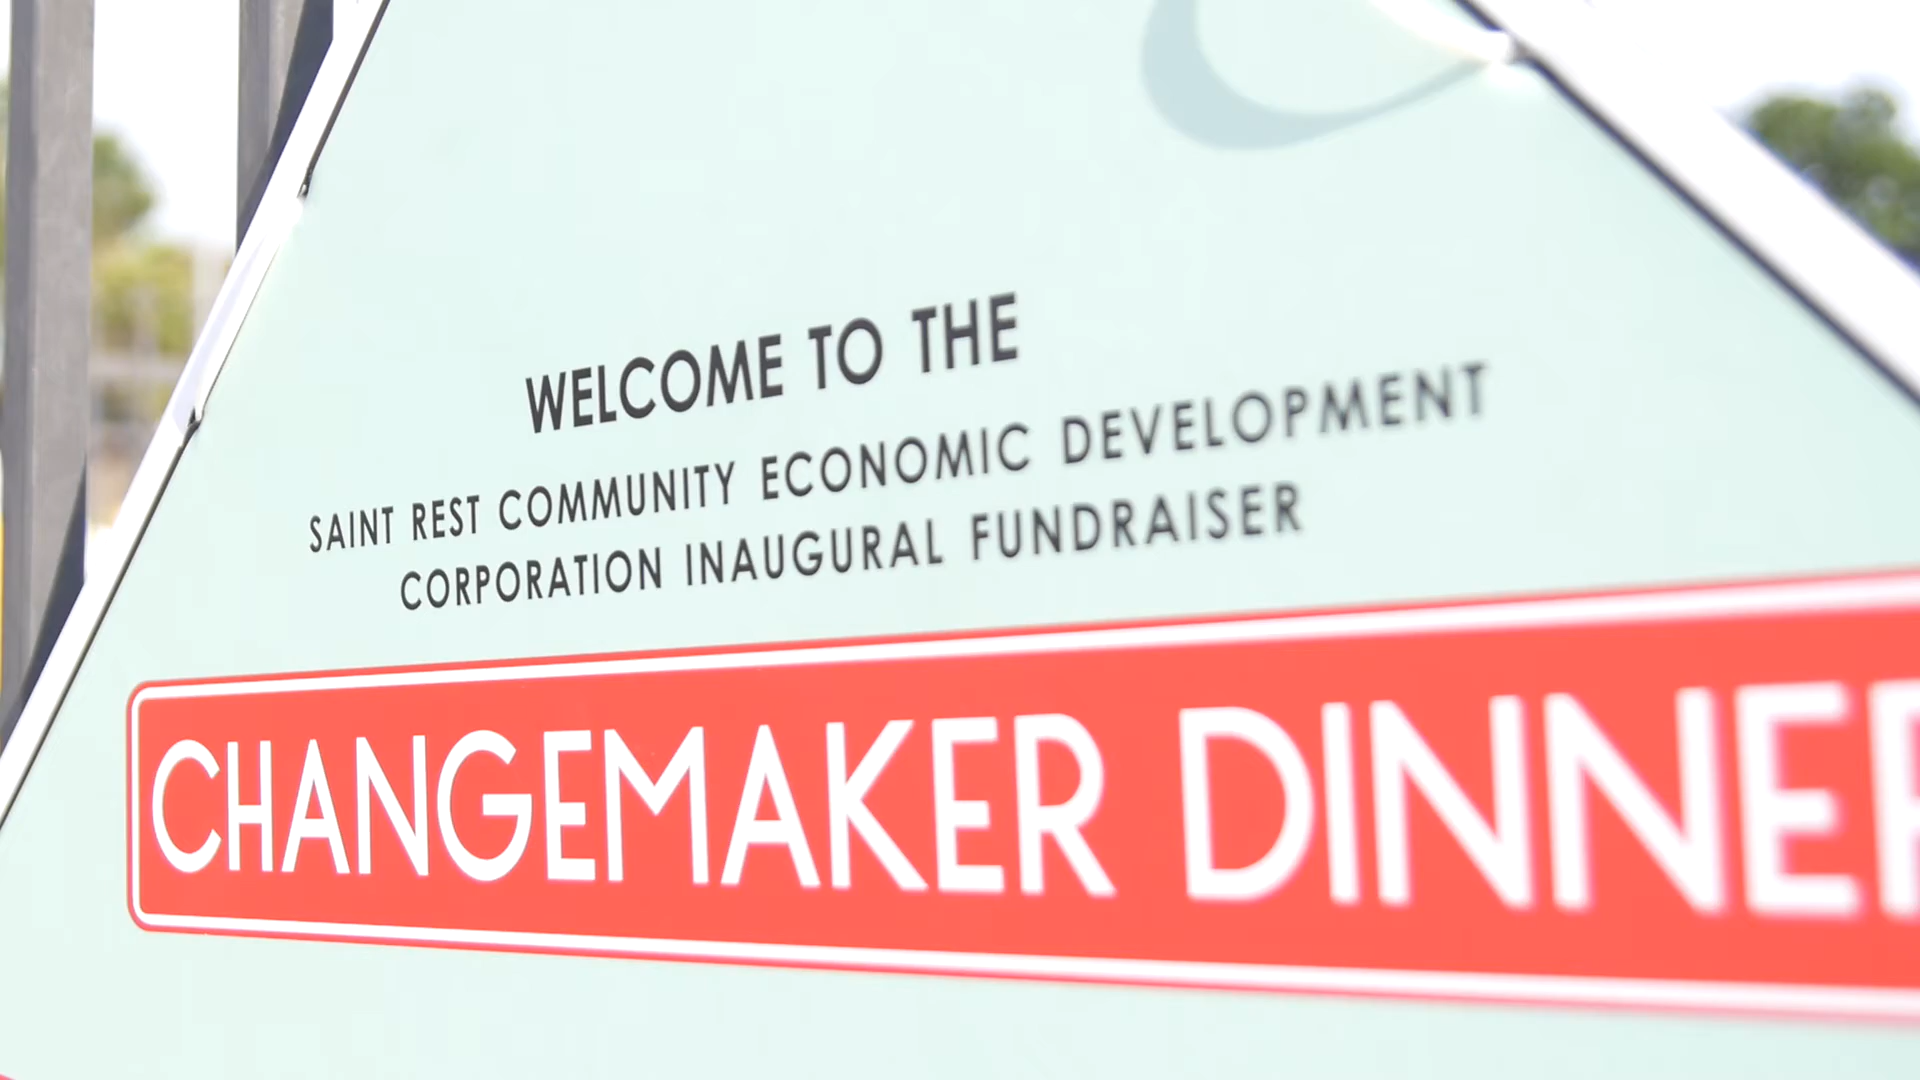 WELCOME TO THE
SAINT REST COMMUNITY ECONOMIC DEVELOPMENT
CORPORATION INAUGURAL FUNDRAISER
CHANGEMAKER DINNER